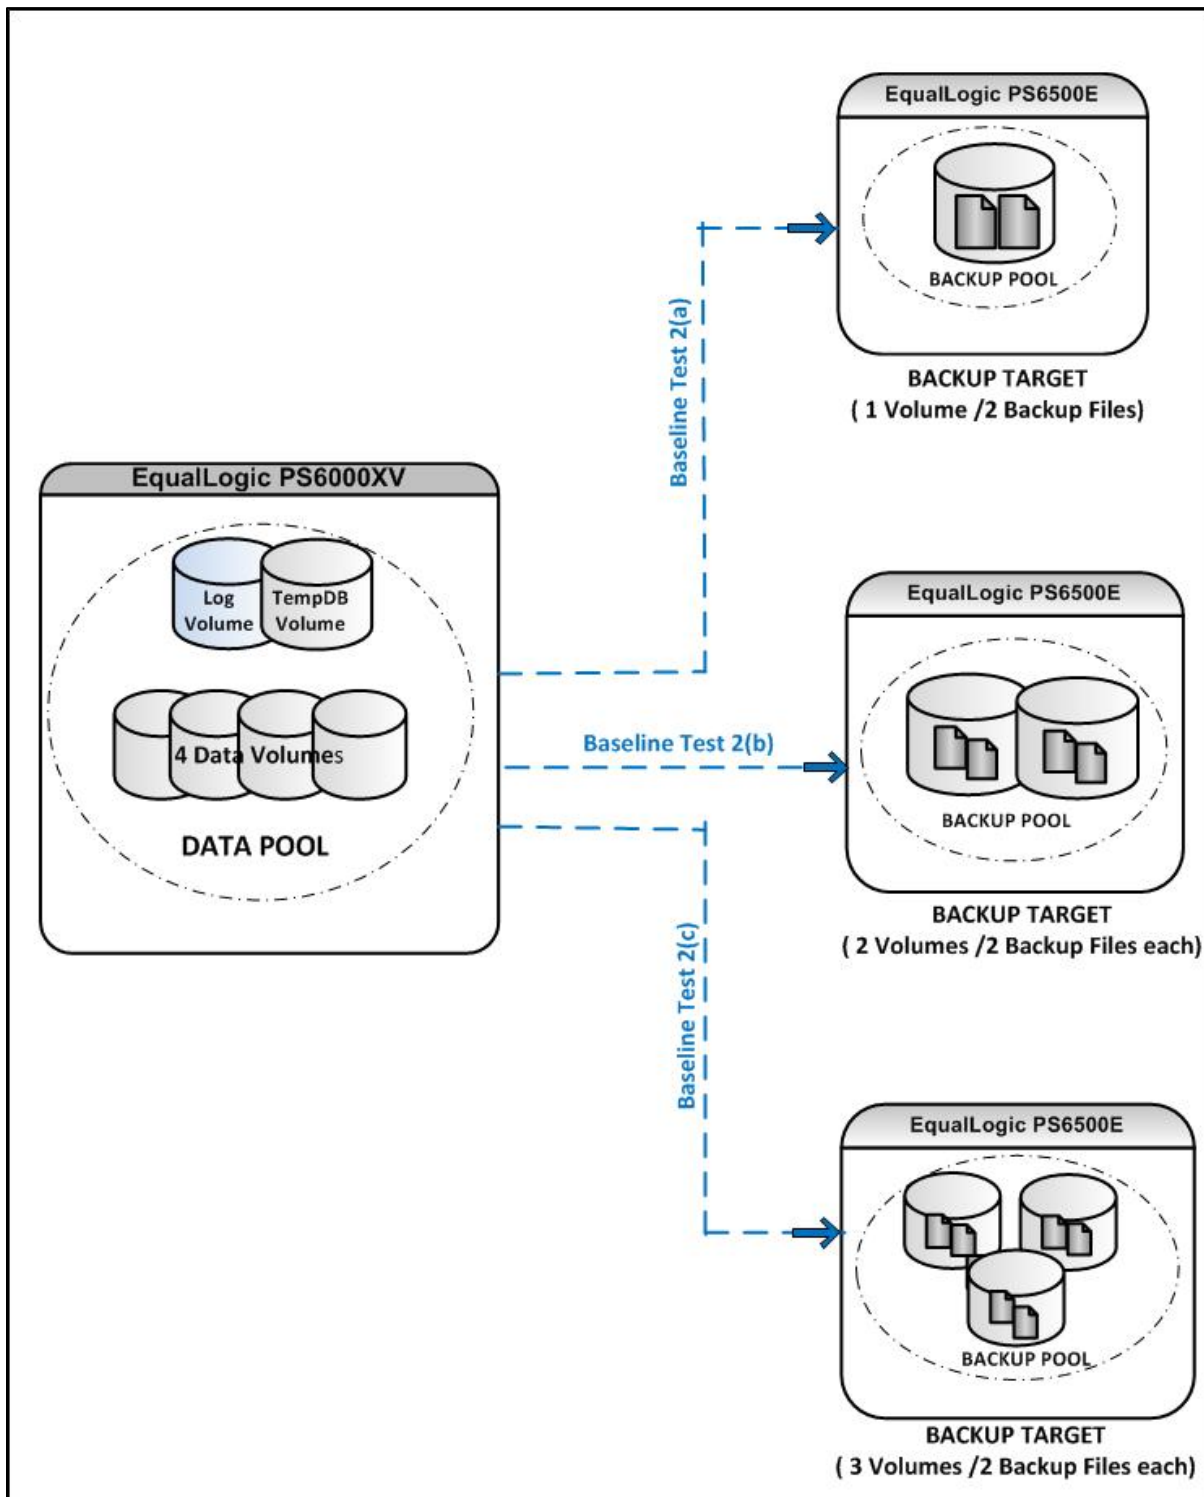 EqualLogic PS6500E
BACKUP POOL
BACKUP TARGET
( 1 Volume /2 Backup Files)
Baseline Test 2(a)
EqualLogic PS6000XV
Log
Volume
TempDB
Volume
4 Data Volumes
DATA POOL
Baseline Test 2(b)
EqualLogic PS6500E
BACKUP POOL
BACKUP TARGET
( 2 Volumes /2 Backup Files each)
Baseline Test 2(c)
EqualLogic PS6500E
BACKUP POOL
BACKUP TARGET
( 3 Volumes /2 Backup Files each)